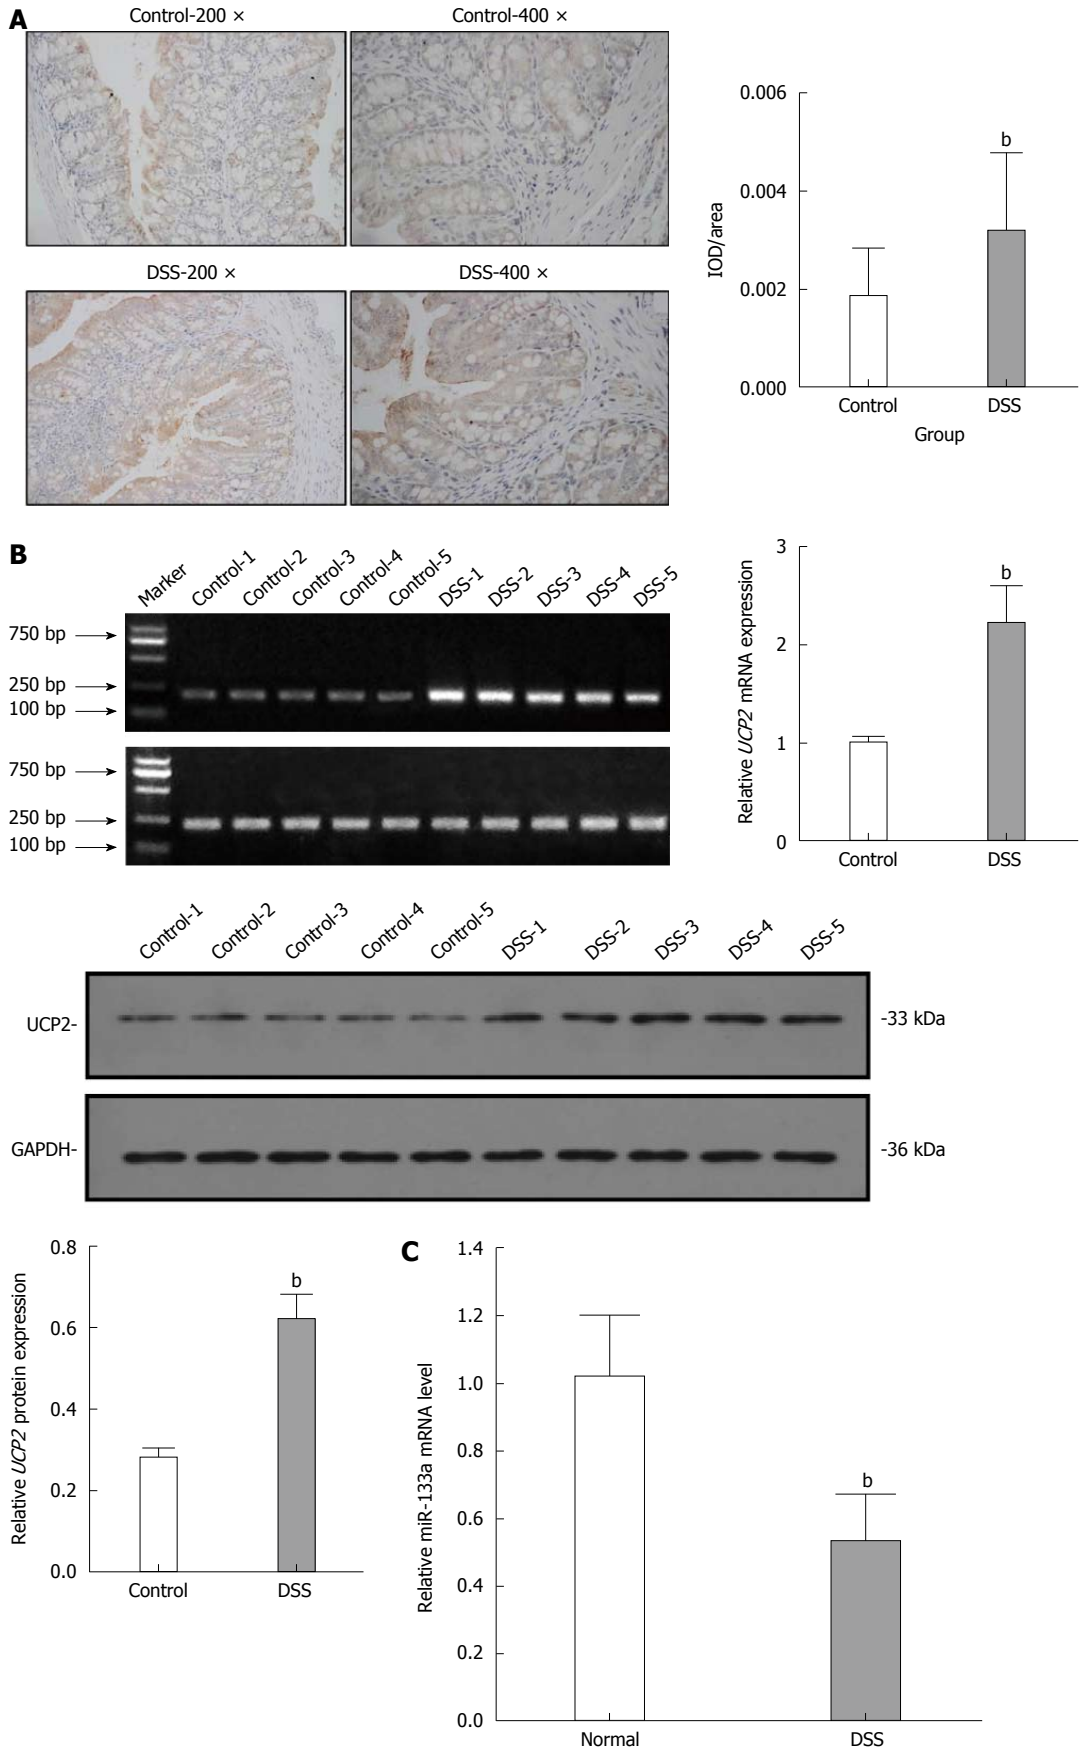 A
Control-200 ×
Control-400 ×
DSS-200 ×
DSS-400 ×
0.006
0.004
0.002
0.000
IOD/area
b
Control
DSS
Group
B
Marker
Control-1
Control-2
Control-3
Control-4
Control-5
DSS-1
DSS-2
DSS-3
DSS-4
DSS-5
750 bp
250 bp
100 bp
750 bp
250 bp
100 bp
3
2
1
0
Relative UCP2 mRNA expression
b
Control
DSS
Control-1
Control-2
Control-3
Control-4
Control-5
DSS-1
DSS-2
DSS-3
DSS-4
DSS-5
UCP2-
-33 kDa
GAPDH-
-36 kDa
0.8
0.6
0.4
0.2
0.0
Relative UCP2 protein expression
b
Control
DSS
C
1.4
1.2
1.0
0.8
0.6
0.4
0.2
0.0
Relative miR-133a mRNA level
b
Normal
DSS